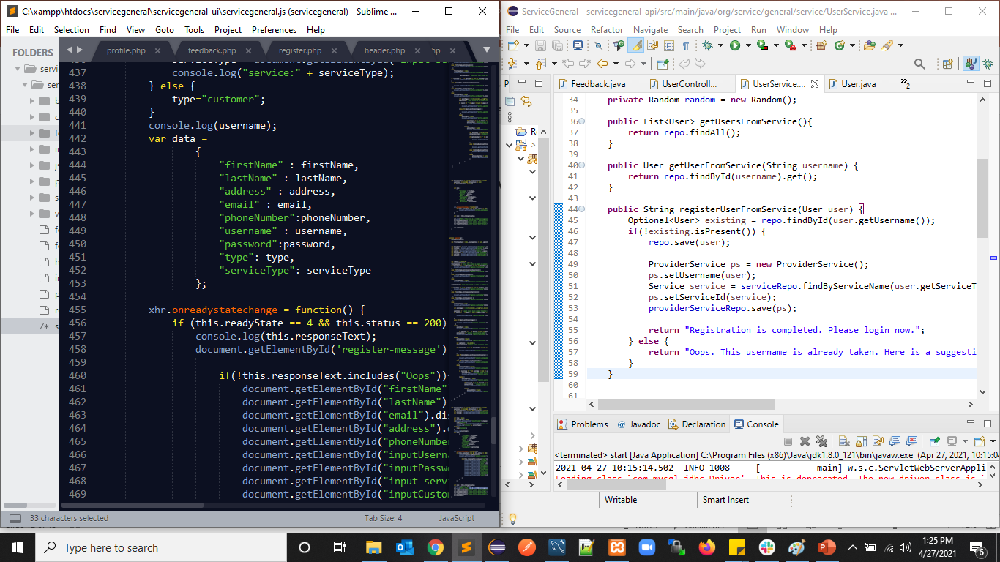 C:\xampp\htdocs\servicegeneral\servicegeneral-ui\servicegeneral.js (servicegeneral) - Sublime ...
File Edit Selection Find View Goto Tools Project Preferences Help
FOLDERS
profile.php feedback.php register.php header.php hp
437 console.log("service:" + serviceType);
438 } else {
439 type="customer";
440 }
441 console.log(username);
442 var data =
443 {
444 "firstName" : firstName,
445 "lastName" : lastName,
446 "address" : address,
447 "email" : email,
448 "phoneNumber":phoneNumber,
449 "username" : username,
450 "password":password,
451 "type": type,
452 "serviceType": serviceType
453 };
454
455 xhr.onreadystatechange = function() {
456 if (this.readyState == 4 && this.status == 200)
457 console.log(this.responseText);
458 document.getElementById('register-message')
459
460 if(!this.responseText.includes("Oops"))
461 document.getElementById("firstName"
462 document.getElementById("lastName")
463 document.getElementById("email").di
464 document.getElementById("address").
465 document.getElementById("phoneNumber
466 document.getElementById("inputUserna
467 document.getElementById("inputPasswo
468 document.getElementById("input-servi
469 document.getElementById("inputCustom
33 characters selected Tab Size: 4 JavaScript
ServiceGeneral - servicegeneral-api/src/main/java/org/service/general/service/UserService.java ...
File Edit Source Refactor Navigate Search Project Run Window Help
Feedback.java UserControll... UserService.... User.java 2
34 private Random random = new Random();
35
36 public List<User> getUsersFromService(){
37 return repo.findAll();
38 }
39
40 public User getUserFromService(String username) {
41 return repo.findById(username).get();
42 }
43
44 public String registerUserFromService(User user) {
45 Optional<User> existing = repo.findById(user.getUsername());
46 if(!existing.isPresent()) {
47 repo.save(user);
48
49 ProviderService ps = new ProviderService();
50 ps.setUsername(user);
51 Service service = serviceRepo.findByServiceName(user.getServiceT
52 ps.setServiceId(service);
53 providerServiceRepo.save(ps);
54
55 return "Registration is completed. Please login now.";
56 } else {
57 return "Oops. This username is already taken. Here is a suggesti
58 }
59 }
60
61
Problems Javadoc Declaration Console
<terminated> start [Java Application] C:\Program Files (x86)\Java\jdk1.8.0_121\bin\javaw.exe (Apr 27, 2021, 10:15:0
2021-04-27 10:15:14.502 INFO 1008 --- [ main] w.s.c.ServletWebServerAppli
Loading class `com.mysql.jdbc.Driver'. This is deprecated. The new driver class is `
Writable Smart Insert
Type here to search
1:25 PM
4/27/2021
6